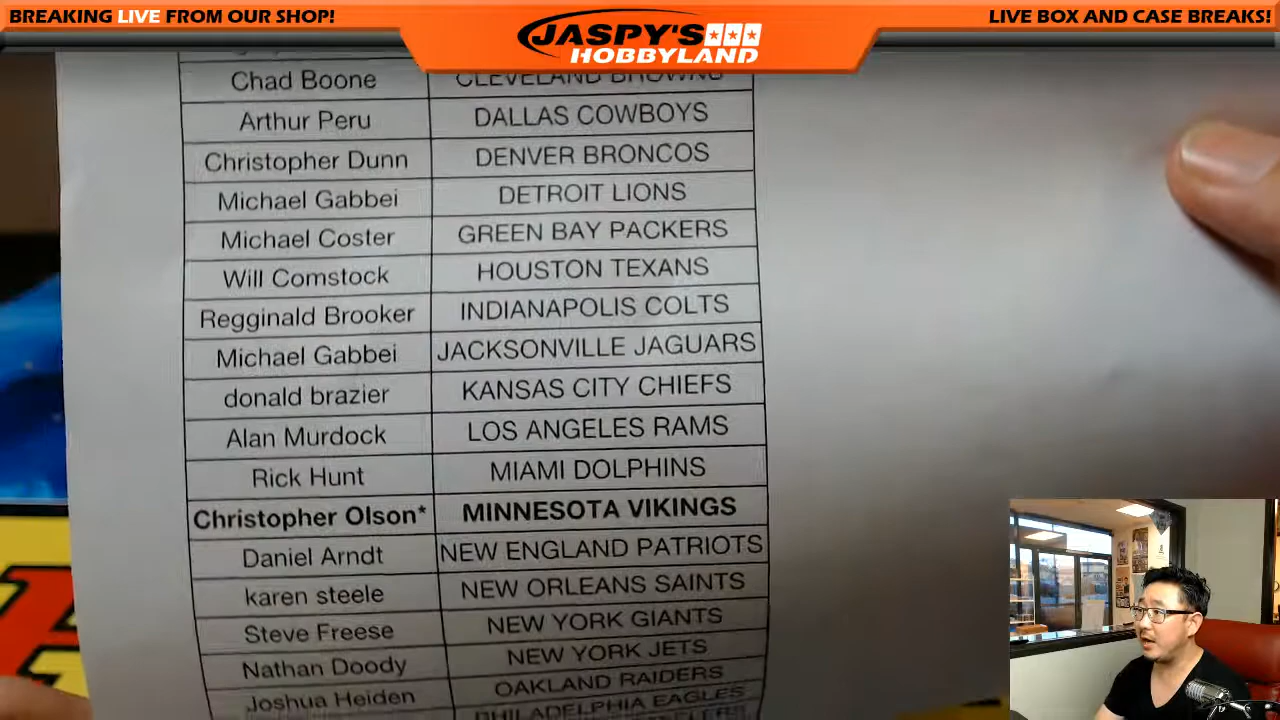 BREAKING LIVE FROM OUR SHOP!
JASPY'S
HOBBYLAND
LIVE BOX AND CASE BREAKS!
Chad Boone CLEVELAND BROWNS
Arthur Peru DALLAS COWBOYS
Christopher Dunn DENVER BRONCOS
Michael Gabbei DETROIT LIONS
Michael Coster GREEN BAY PACKERS
Will Comstock HOUSTON TEXANS
Regginald Brooker INDIANAPOLIS COLTS
Michael Gabbei JACKSONVILLE JAGUARS
donald brazier KANSAS CITY CHIEFS
Alan Murdock LOS ANGELES RAMS
Rick Hunt MIAMI DOLPHINS
Christopher Olson* MINNESOTA VIKINGS
Daniel Arndt NEW ENGLAND PATRIOTS
karen steele NEW ORLEANS SAINTS
Steve Freese NEW YORK GIANTS
Nathan Doody NEW YORK JETS
Joshua Heiden OAKLAND RAIDERS
PHILADELPHIA EAGLES